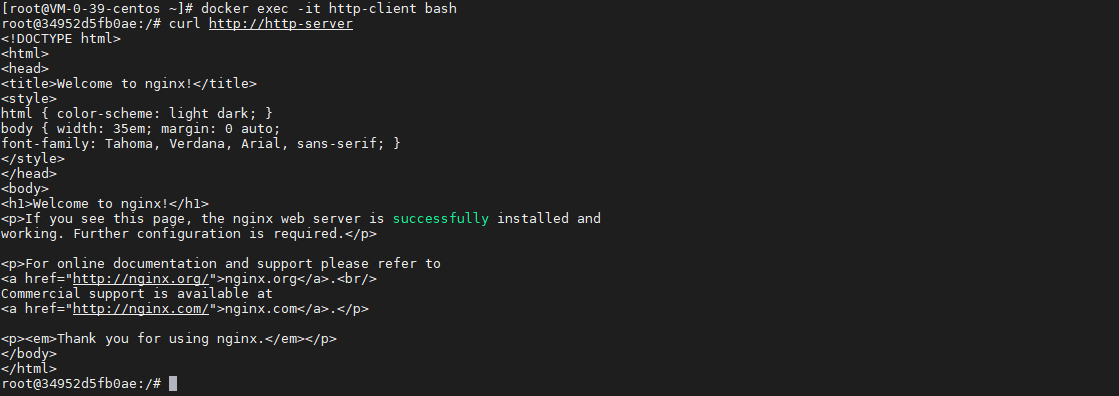 [root@VM-0-39-centos ~]# docker exec -it http-client bash
root@34952d5fb0ae:/# curl http://http-server
<!DOCTYPE html>
<html>
<head>
<title>Welcome to nginx!</title>
<style>
html { color-scheme: light dark; }
body { width: 35em; margin: 0 auto;
font-family: Tahoma, Verdana, Arial, sans-serif; }
</style>
</head>
<body>
<h1>Welcome to nginx!</h1>
<p>If you see this page, the nginx web server is successfully installed and
working. Further configuration is required.</p>

<p>For online documentation and support please refer to
<a href="http://nginx.org/">nginx.org</a>.<br/>
Commercial support is available at
<a href="http://nginx.com/">nginx.com</a>.</p>

<p><em>Thank you for using nginx.</em></p>
</body>
</html>
root@34952d5fb0ae:/#